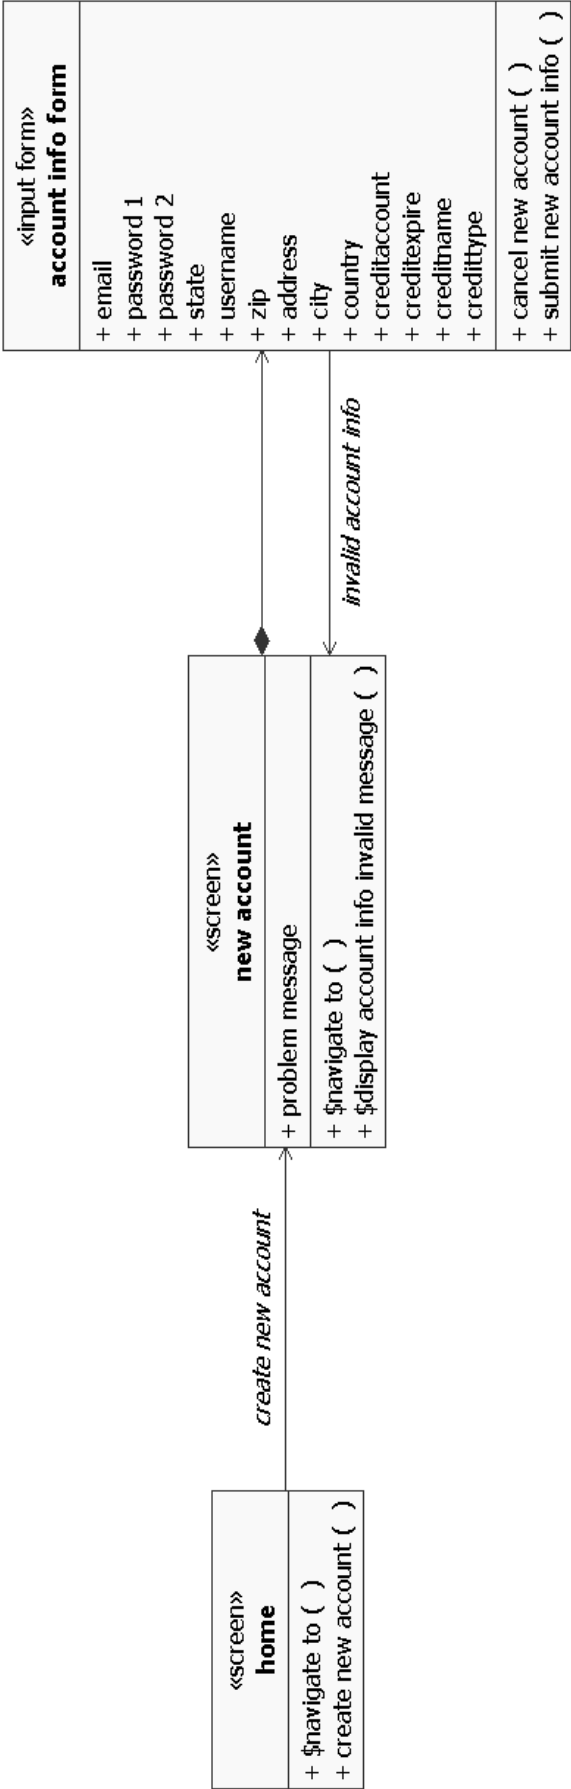 «screen»
home
+ $navigate to ( )
+ create new account ( )
create new account
«screen»
new account
+ problem message
+ $navigate to ( )
+ $display account info invalid message ( )
invalid account info
«input form»
account info form
+ email
+ password 1
+ password 2
+ state
+ username
+ zip
+ address
+ city
+ country
+ creditaccount
+ creditexpire
+ creditname
+ credittype
+ cancel new account ( )
+ submit new account info ( )